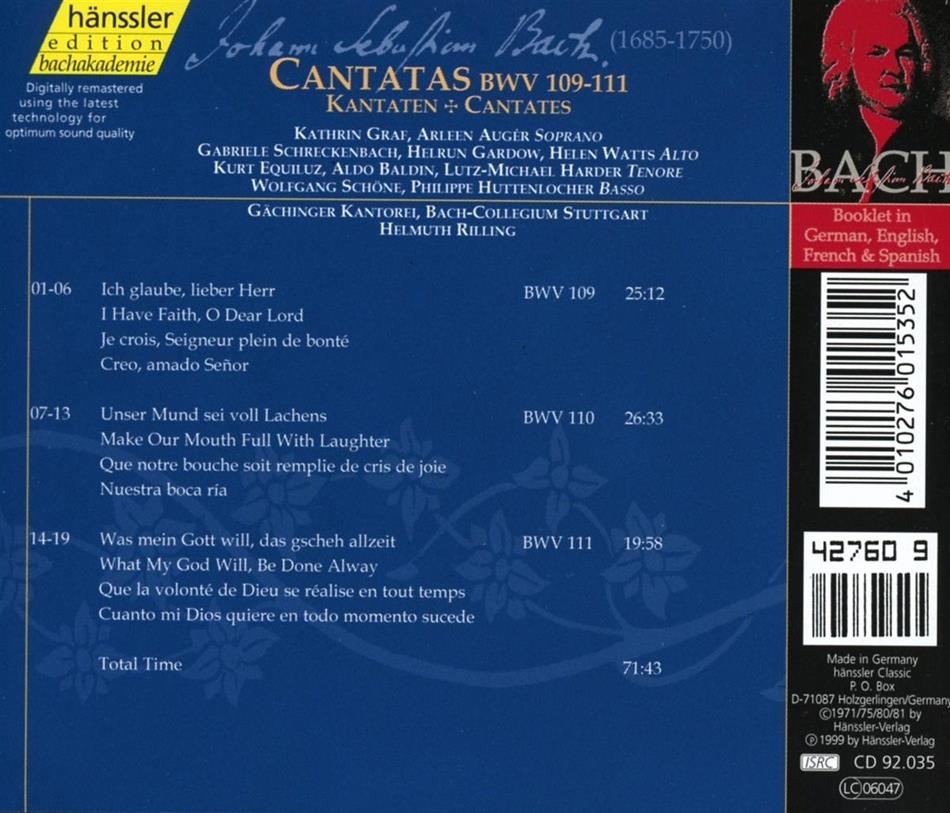 hänssler
edition
bachakademie
Digitally remastered
using the latest
technology for
optimum sound quality
Johann Sebastian Bach. (1685-1750)
CANTATAS BWV 109-111
KANTATEN + CANTATES
KATHRIN GRAF, ARLEEN AUGÉR SOPRANO
GABRIELE SCHRECKENBACH, HELRUN GARDOW, HELEN WATTS ALTO
KURT EQUILUZ, ALDO BALDIN, LUTZ-MICHAEL HARDER TENORE
WOLFGANG SCHÖNE, PHILIPPE HUTTENLOCHER BASSO
GÄCHINGER KANTOREI, BACH-COLLEGIUM STUTTGART
HELMUTH RILLING
01-06 Ich glaube, lieber Herr BWV 109 25:12
I Have Faith, O Dear Lord
Je crois, Seigneur plein de bonté
Creo, amado Señor
07-13 Unser Mund sei voll Lachens BWV 110 26:33
Make Our Mouth Full With Laughter
Que notre bouche soit remplie de cris de joie
Nuestra boca ría
14-19 Was mein Gott will, das gscheh allzeit BWV 111 19:58
What My God Will, Be Done Alway
Que la volonté de Dieu se réalise en tout temps
Cuanto mi Dios quiere en todo momento sucede
Total Time 71:43
BACH
Johann Sebastian Bach
Booklet in
German, English,
French & Spanish
4 010276 015352
42760 9
Made in Germany
hänssler Classic
P. O. Box
D-71087 Holzgerlingen/Germany
©1971/75/80/81 by
Hänssler-Verlag
℗ 1999 by Hänssler-Verlag
ISRC CD 92.035
LC 06047